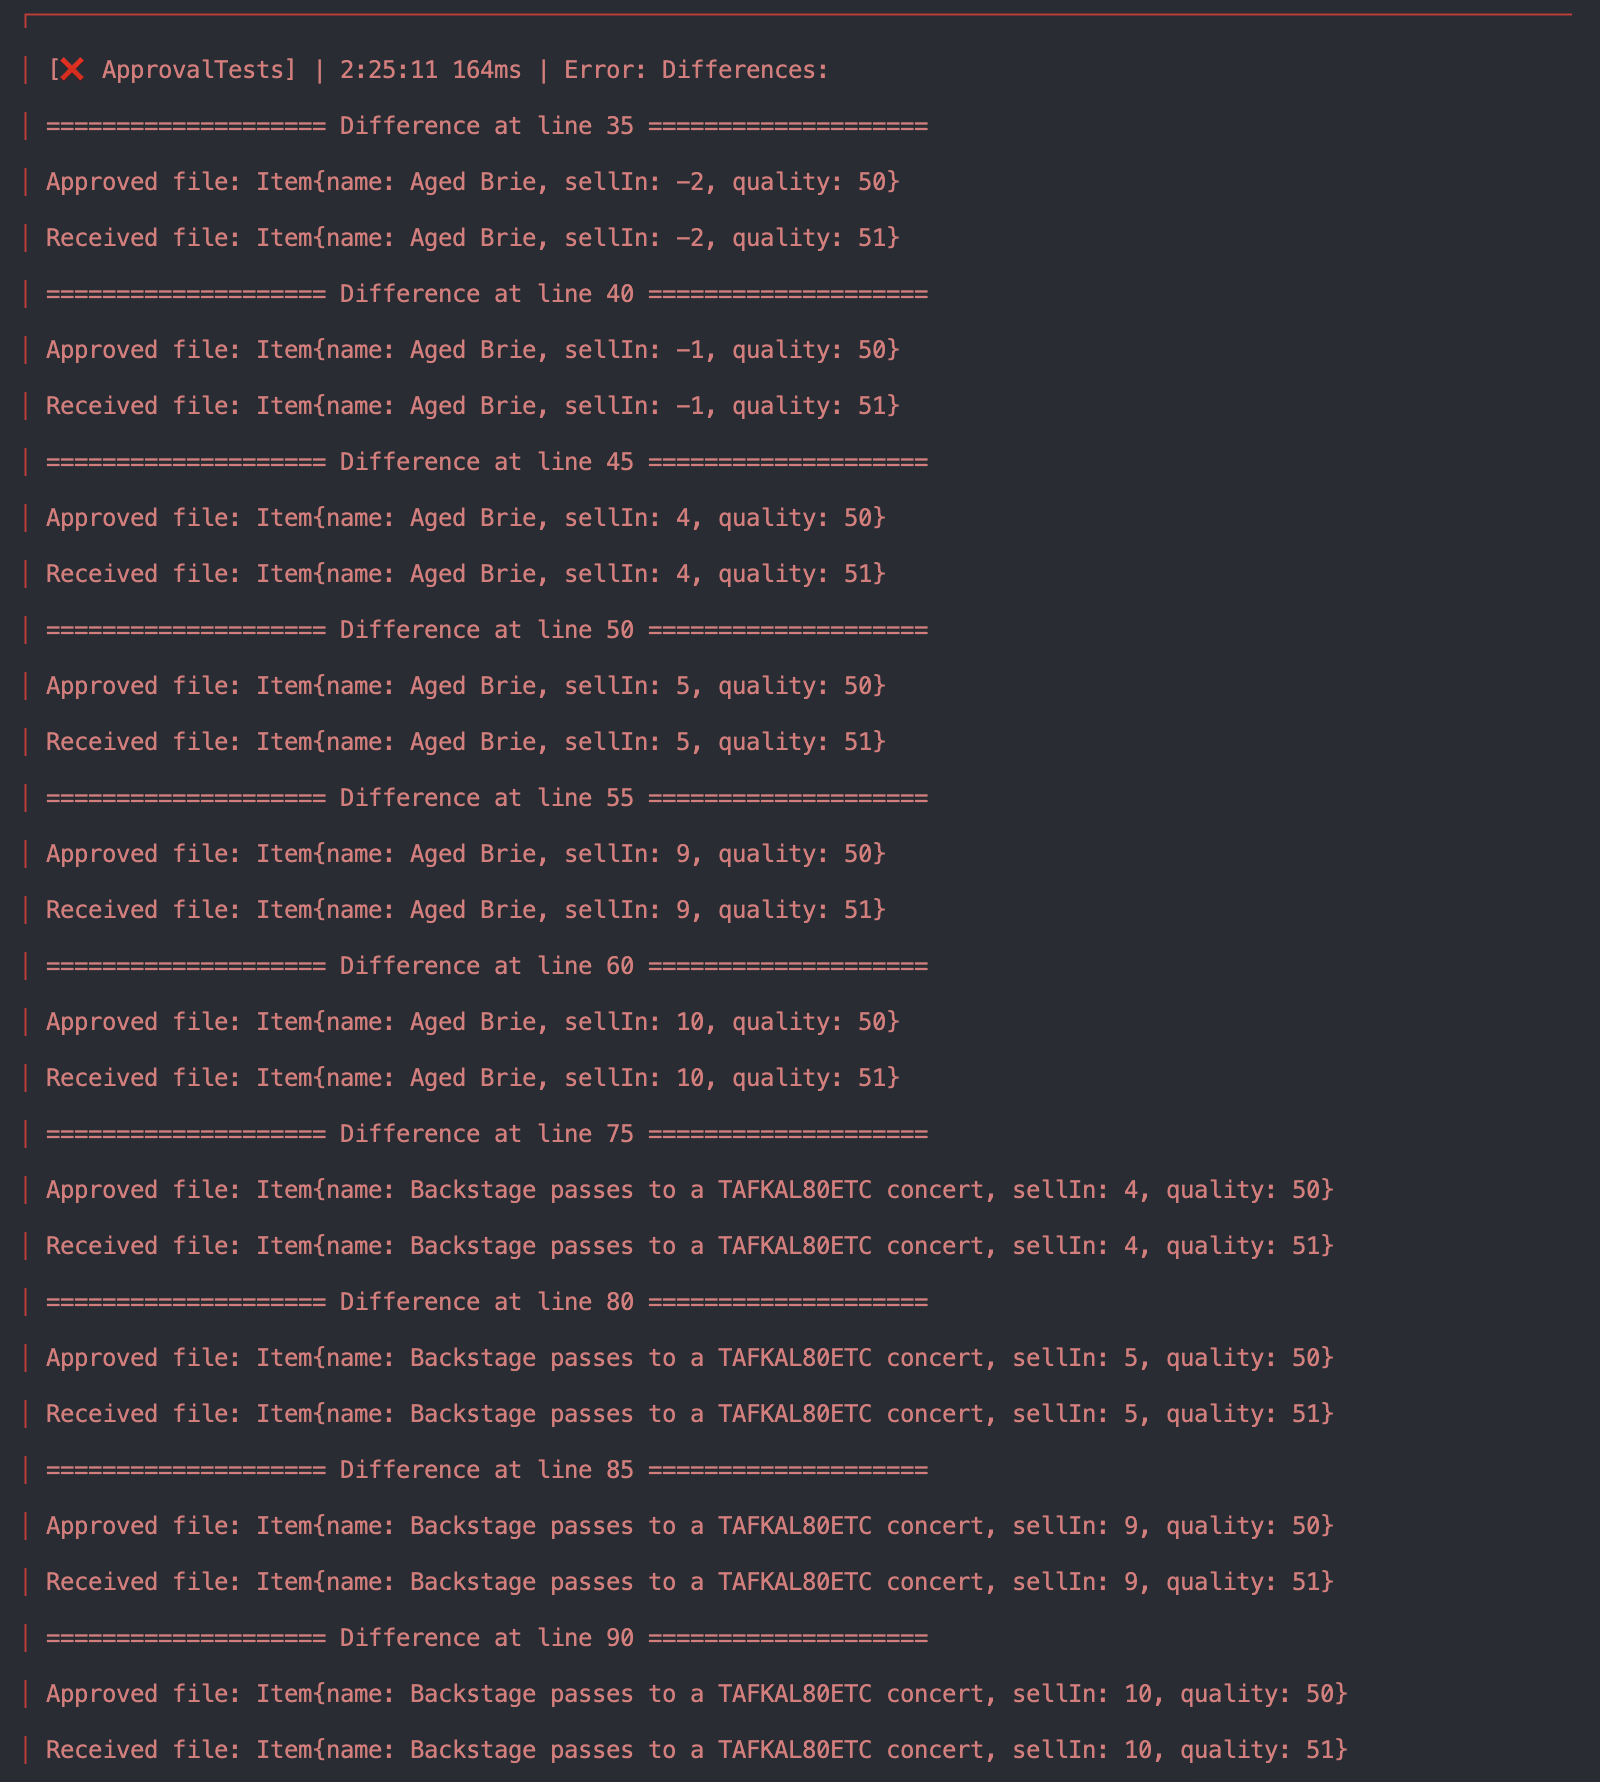 [❌ ApprovalTests] | 2:25:11 164ms | Error: Differences:
==================== Difference at line 35 ====================
Approved file: Item{name: Aged Brie, sellIn: -2, quality: 50}
Received file: Item{name: Aged Brie, sellIn: -2, quality: 51}
==================== Difference at line 40 ====================
Approved file: Item{name: Aged Brie, sellIn: -1, quality: 50}
Received file: Item{name: Aged Brie, sellIn: -1, quality: 51}
==================== Difference at line 45 ====================
Approved file: Item{name: Aged Brie, sellIn: 4, quality: 50}
Received file: Item{name: Aged Brie, sellIn: 4, quality: 51}
==================== Difference at line 50 ====================
Approved file: Item{name: Aged Brie, sellIn: 5, quality: 50}
Received file: Item{name: Aged Brie, sellIn: 5, quality: 51}
==================== Difference at line 55 ====================
Approved file: Item{name: Aged Brie, sellIn: 9, quality: 50}
Received file: Item{name: Aged Brie, sellIn: 9, quality: 51}
==================== Difference at line 60 ====================
Approved file: Item{name: Aged Brie, sellIn: 10, quality: 50}
Received file: Item{name: Aged Brie, sellIn: 10, quality: 51}
==================== Difference at line 75 ====================
Approved file: Item{name: Backstage passes to a TAFKAL80ETC concert, sellIn: 4, quality: 50}
Received file: Item{name: Backstage passes to a TAFKAL80ETC concert, sellIn: 4, quality: 51}
==================== Difference at line 80 ====================
Approved file: Item{name: Backstage passes to a TAFKAL80ETC concert, sellIn: 5, quality: 50}
Received file: Item{name: Backstage passes to a TAFKAL80ETC concert, sellIn: 5, quality: 51}
==================== Difference at line 85 ====================
Approved file: Item{name: Backstage passes to a TAFKAL80ETC concert, sellIn: 9, quality: 50}
Received file: Item{name: Backstage passes to a TAFKAL80ETC concert, sellIn: 9, quality: 51}
==================== Difference at line 90 ====================
Approved file: Item{name: Backstage passes to a TAFKAL80ETC concert, sellIn: 10, quality: 50}
Received file: Item{name: Backstage passes to a TAFKAL80ETC concert, sellIn: 10, quality: 51}